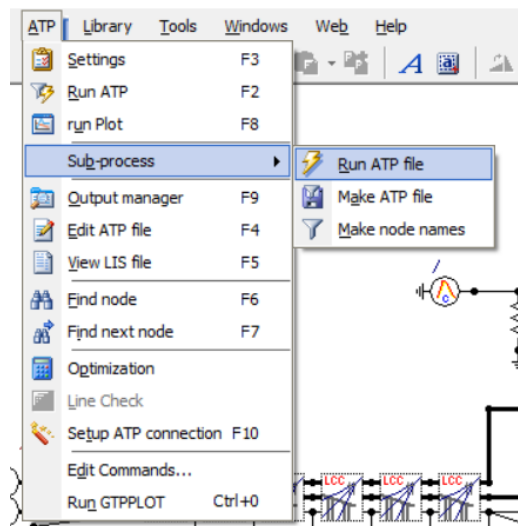 ATP Library Tools Windows Web Help
A
Settings F3
Run ATP F2
run Plot F8
Sub-process
Run ATP file
Make ATP file
Make node names
Output manager F9
Edit ATP file F4
View LIS file F5
Find node F6
Find next node F7
Optimization
Line Check
Setup ATP connection F10
Edit Commands...
Run GTPPLOT Ctrl+0
C
LCC LCC LCC